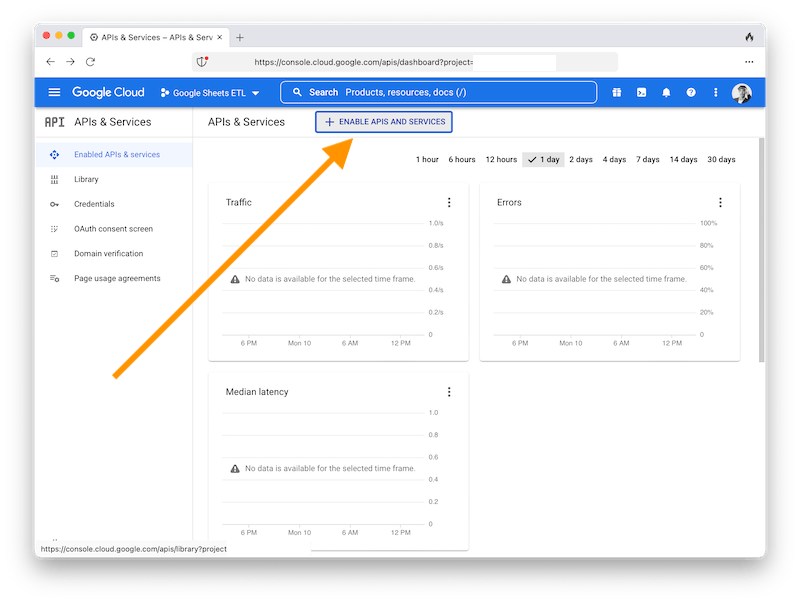 APIs & Services – APIs & Serv
https://console.cloud.google.com/apis/dashboard?project=
Google Cloud
Google Sheets ETL
Search Products, resources, docs (/)
API APIs & Services
APIs & Services
ENABLE APIS AND SERVICES
Enabled APIs & services
Library
Credentials
OAuth consent screen
Domain verification
Page usage agreements
1 hour 6 hours 12 hours 1 day 2 days 4 days 7 days 14 days 30 days
Traffic
1.0/s
0.8/s
0.6/s
No data is available for the selected time frame.
0.4/s
0.2/s
0
6 PM Mon 10 6 AM 12 PM
Errors
100%
80%
60%
No data is available for the selected time frame.
40%
20%
0
6 PM Mon 10 6 AM 12 PM
Median latency
1.0
0.8
0.6
No data is available for the selected time frame.
0.4
0.2
0
6 PM Mon 10 6 AM 12 PM
https://console.cloud.google.com/apis/library?project